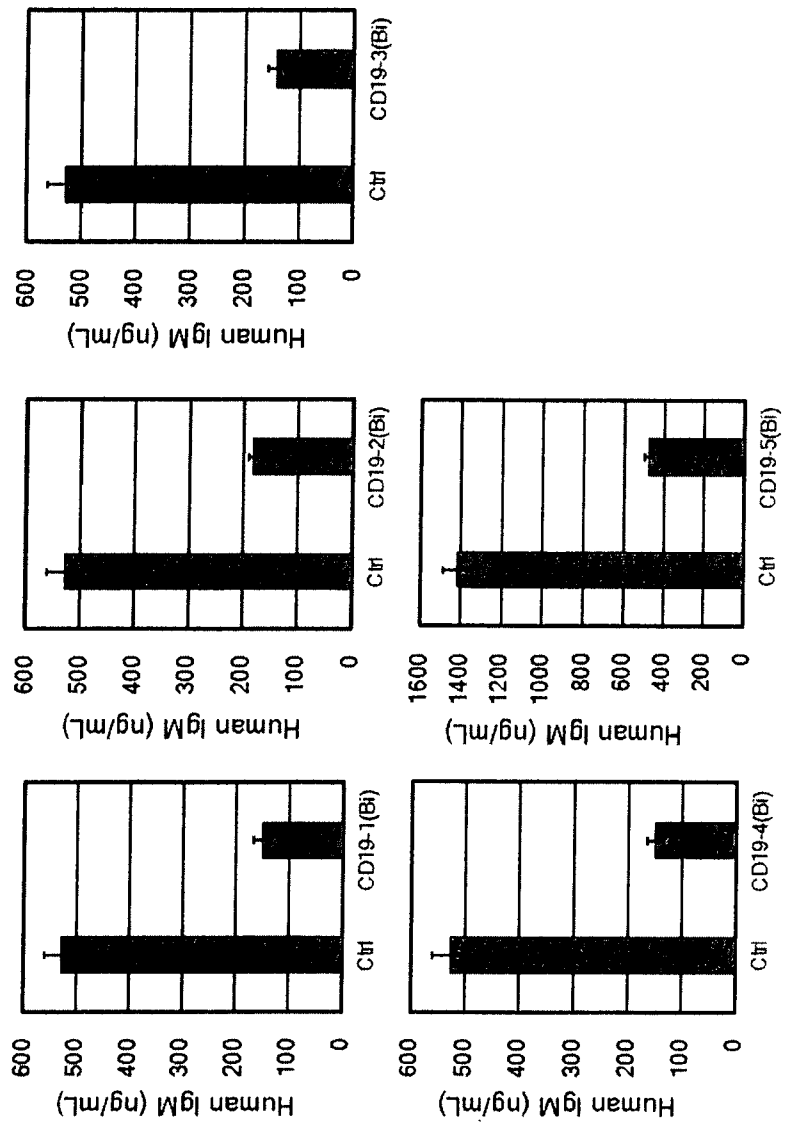 Human IgM (ng/mL)
600
500
400
300
200
100
0
Ctrl
CD19-1(Bi)
Human IgM (ng/mL)
600
500
400
300
200
100
0
Ctrl
CD19-2(Bi)
Human IgM (ng/mL)
600
500
400
300
200
100
0
Ctrl
CD19-3(Bi)
Human IgM (ng/mL)
600
500
400
300
200
100
0
Ctrl
CD19-4(Bi)
Human IgM (ng/mL)
1600
1400
1200
1000
800
600
400
200
0
Ctrl
CD19-5(Bi)